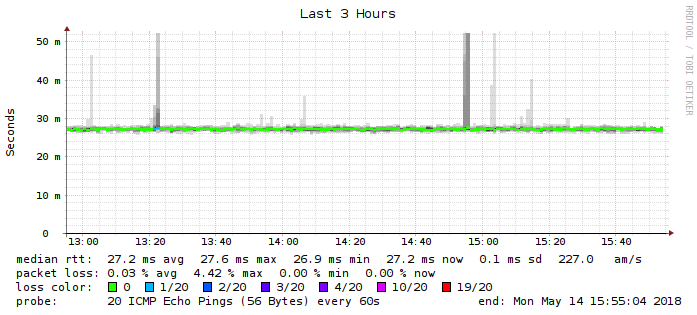 Last 3 Hours
RRDTOOL / TOBI OETIKER
Seconds
50 m
40 m
30 m
20 m
10 m
0
13:00 13:20 13:40 14:00 14:20 14:40 15:00 15:20 15:40
median rtt: 27.2 ms avg 27.6 ms max 26.9 ms min 27.2 ms now 0.1 ms sd 227.0 am/s
packet loss: 0.03 % avg 4.42 % max 0.00 % min 0.00 % now
loss color: 0 1/20 2/20 3/20 4/20 10/20 19/20
probe: 20 ICMP Echo Pings (56 Bytes) every 60s end: Mon May 14 15:55:04 2018